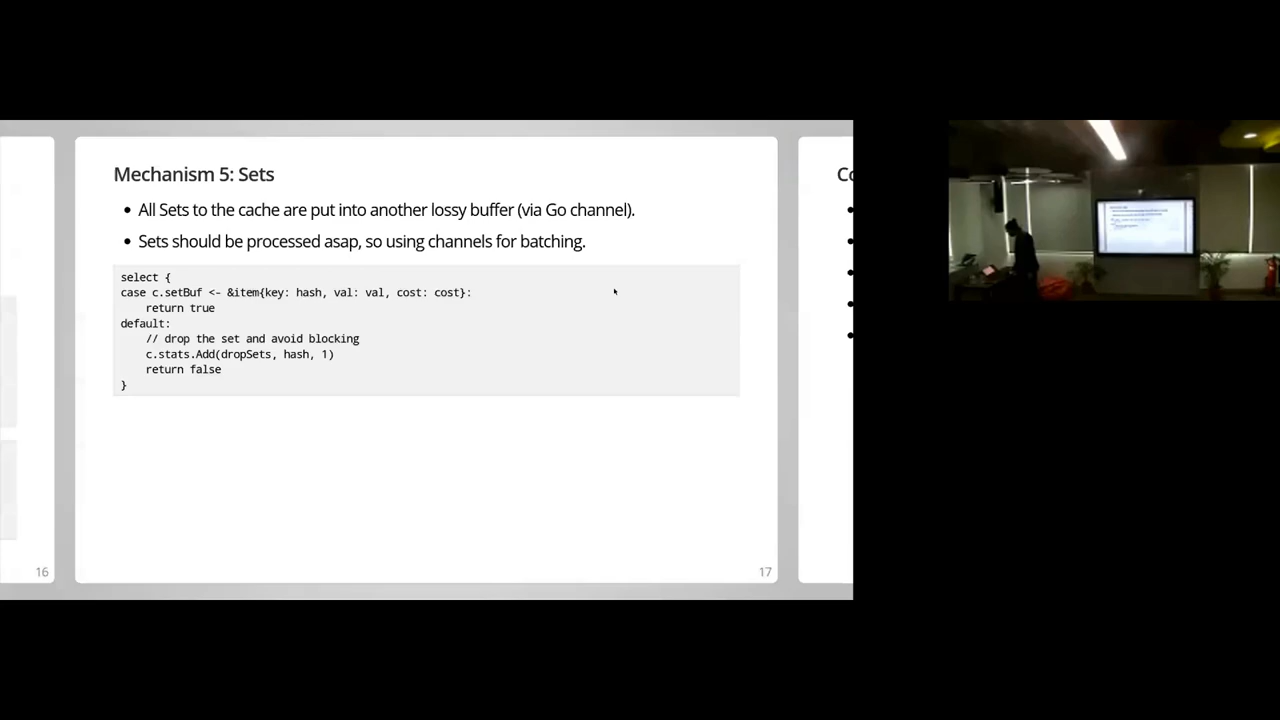 Mechanism 5: Sets
All Sets to the cache are put into another lossy buffer (via Go channel).
Sets should be processed asap, so using channels for batching.
select {
case c.setBuf <- &item{key: hash, val: val, cost: cost}:
return true
default:
// drop the set and avoid blocking
c.stats.Add(dropSets, hash, 1)
return false
}
16
17
Co